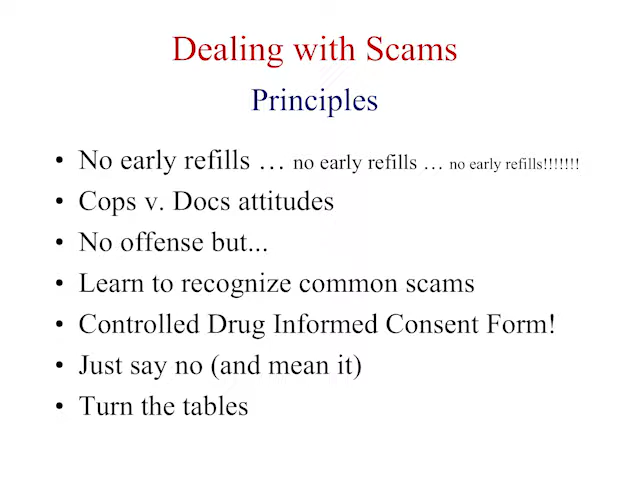 Dealing with Scams
Principles
• No early refills … no early refills … no early refills!!!!!!!
• Cops v. Docs attitudes
• No offense but...
• Learn to recognize common scams
• Controlled Drug Informed Consent Form!
• Just say no (and mean it)
• Turn the tables